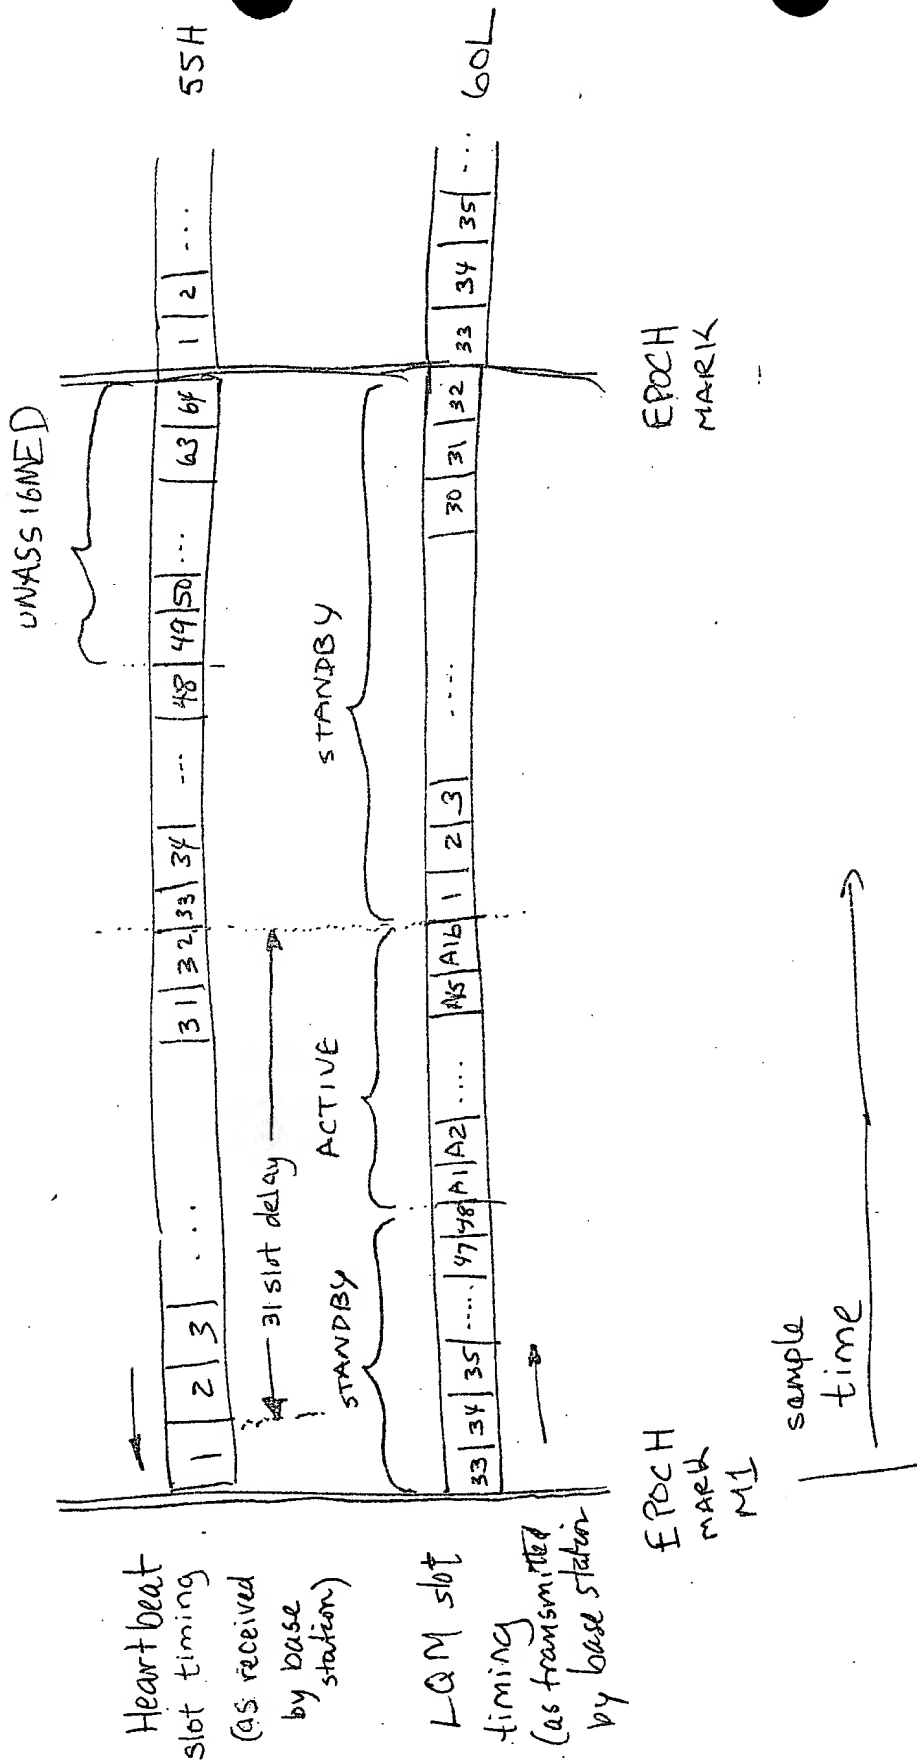 UNASSIGNED
Heartbeat
slot timing
(as received
by base
station)
1 | 2 | 3 | ... | 31 | 32 | 33 | 34 | ... | 48 | 49 | 50 | ... | 63 | 64 | 1 | 2 | ....
55H
31 slot delay
STANDBY
ACTIVE
STANDBY
LQM slot
timing
(as transmitted
by base station
33 | 34 | 35 | ..... | 47 | 48 | A1 | A2 | ..... | A15 | A16 | 1 | 2 | 3 | ..... | 30 | 31 | 32 | 33 | 34 | 35 | ...
60L
EPOCH
MARK
M1
EPOCH
MARK
sample
time